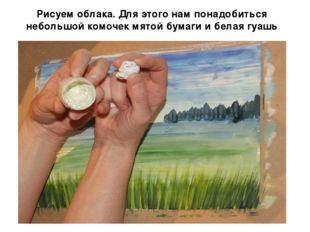 Рисуем облака. Для этого нам понадобиться
небольшой комочек мятой бумаги и белая гуашь